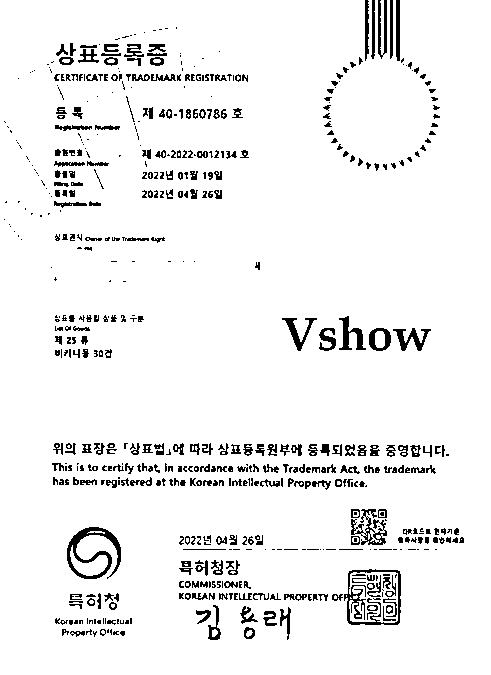 상표등록증
CERTIFICATE OF TRADEMARK REGISTRATION
등록 제 40-1860786 호
Registration Number
출원번호 제 40-2022-0012134 호
Application Number
출원일 2022년 01월 19일
Filing Date
등록일 2022년 04월 26일
Registration Date
상표권자 Owner of the Trademark Right
상표를 사용할 상품 및 구분
List Of Goods
제 25 류
비키니등 30건
Vshow
위의 표장은 「상표법」에 따라 상표등록원부에 등록되었음을 증명합니다.
This is to certify that, in accordance with the Trademark Act, the trademark
has been registered at the Korean Intellectual Property Office.
2022년 04월 26일
QR코드로 현재기준
등록사항을 확인하세요
특허청
Korean Intellectual
Property Office
특허청장
COMMISSIONER,
KOREAN INTELLECTUAL PROPERTY OFFICE
김용래